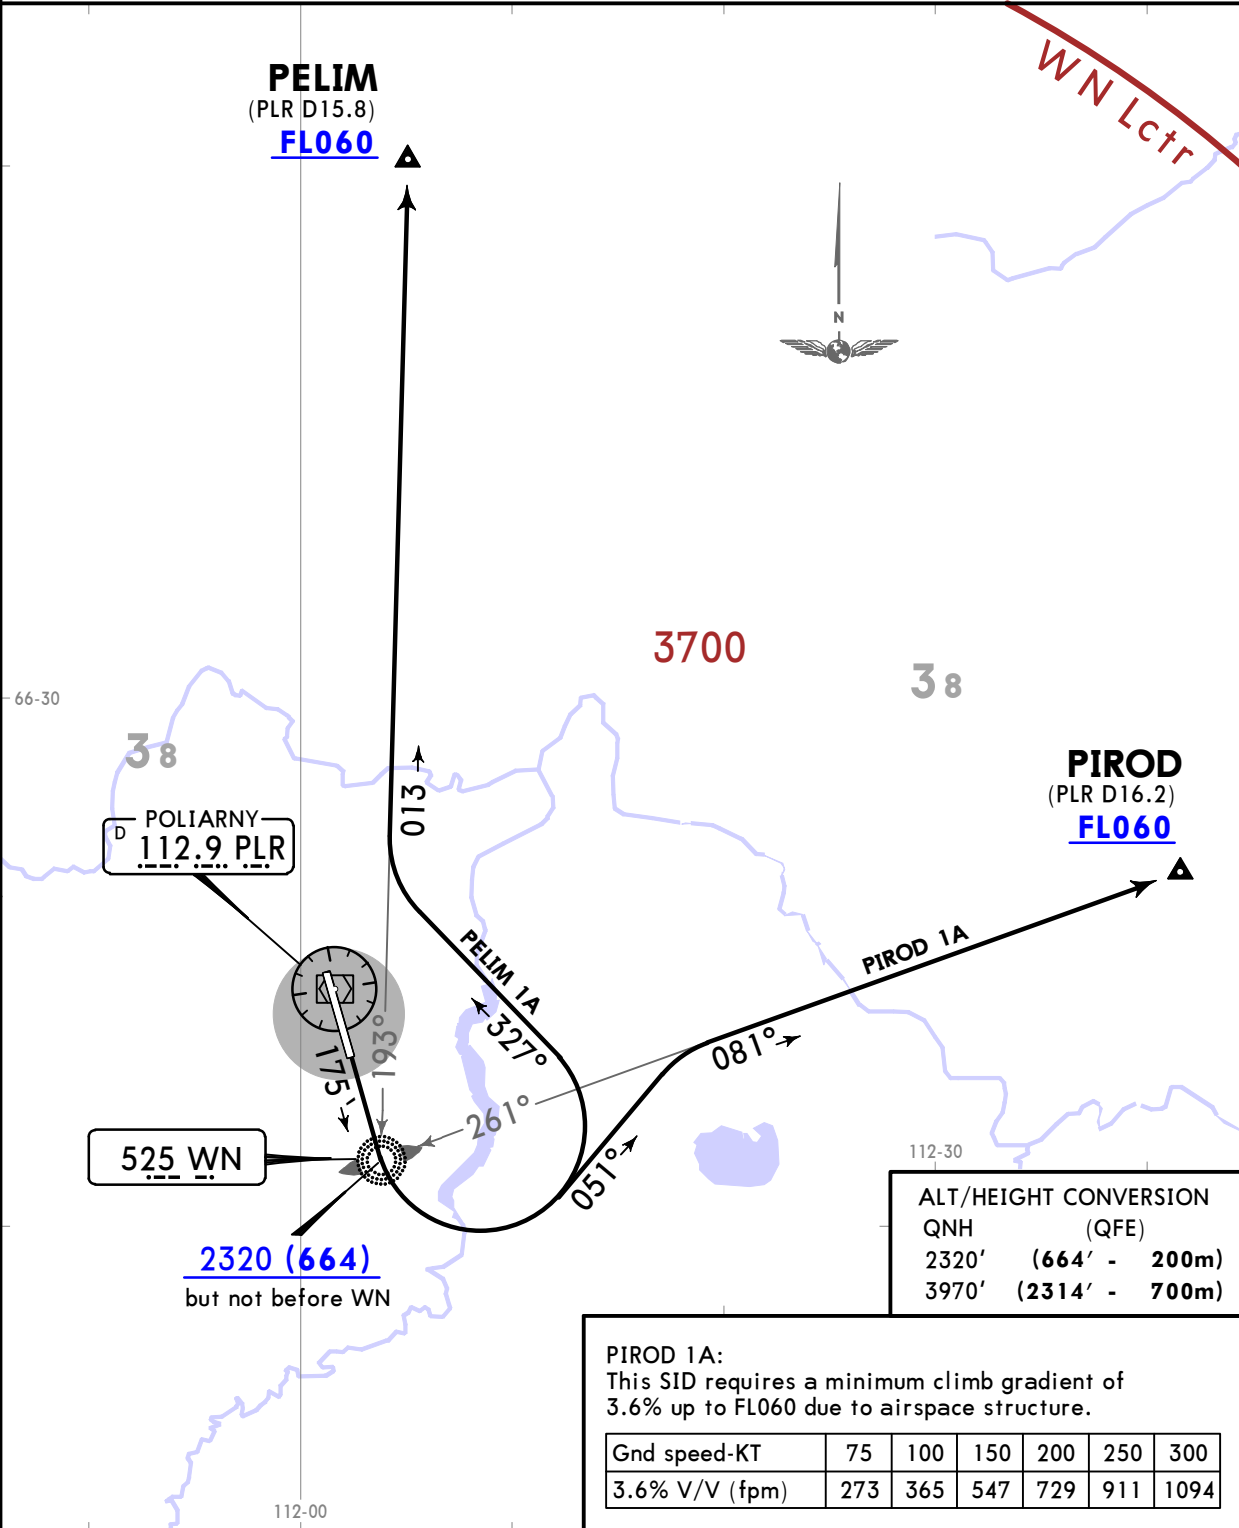 PELIM
(PLR D15.8)
FL060
WN Lctr
N
3700
38
66-30
38
PIROD
(PLR D16.2)
FL060
013
POLIARNY
D 112.9 PLR
PELIM 1A
PIROD 1A
327°
193°
175°
081°
261°
051°
525 WN
112-30
2320 (664)
but not before WN
ALT/HEIGHT CONVERSION
QNH (QFE)
2320' (664' - 200m)
3970' (2314' - 700m)
PIROD 1A:
This SID requires a minimum climb gradient of
3.6% up to FL060 due to airspace structure.
Gnd speed-KT 75 100 150 200 250 300
3.6% V/V (fpm) 273 365 547 729 911 1094
112-00